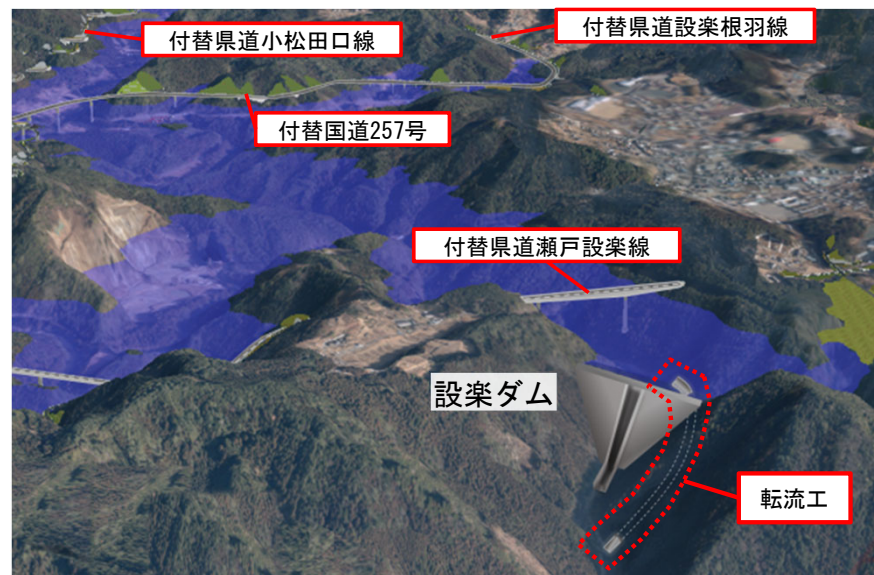 付替県道小松田口線
付替県道設楽根羽線
付替国道257号
付替県道瀬戸設楽線
設楽ダム
転流工